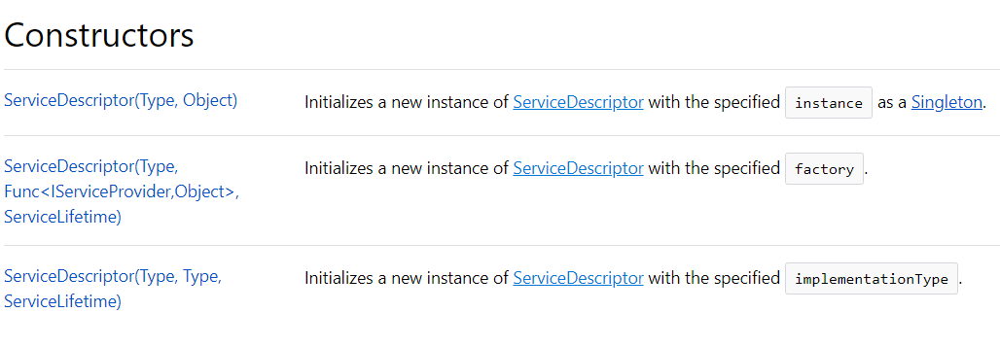 Constructors
ServiceDescriptor(Type, Object) Initializes a new instance of ServiceDescriptor with the specified instance as a Singleton.
ServiceDescriptor(Type, Initializes a new instance of ServiceDescriptor with the specified factory.
Func<IServiceProvider,Object>,
ServiceLifetime)
ServiceDescriptor(Type, Type, Initializes a new instance of ServiceDescriptor with the specified implementationType.
ServiceLifetime)